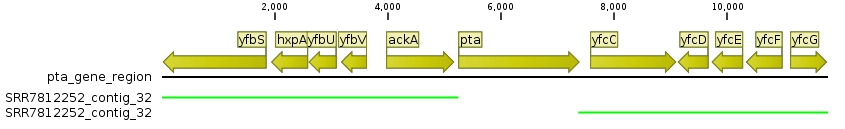 2,000 4,000 6,000 8,000 10,000
yfbS hxpA yfbU yfbV ackA pta yfcC yfcD yfcE yfcF yfcG
pta_gene_region
SRR7812252_contig_32
SRR7812252_contig_32